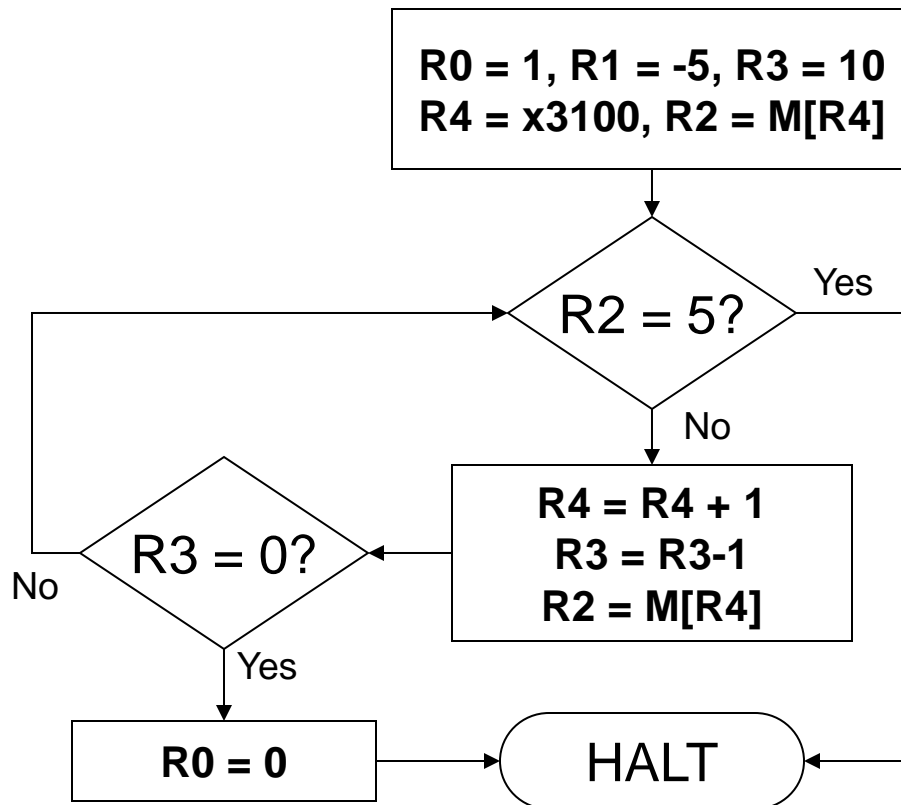 R0 = 1, R1 = -5, R3 = 10
R4 = x3100, R2 = M[R4]
R2 = 5?
Yes
No
R4 = R4 + 1
R3 = R3-1
R2 = M[R4]
R3 = 0?
No
Yes
R0 = 0
HALT